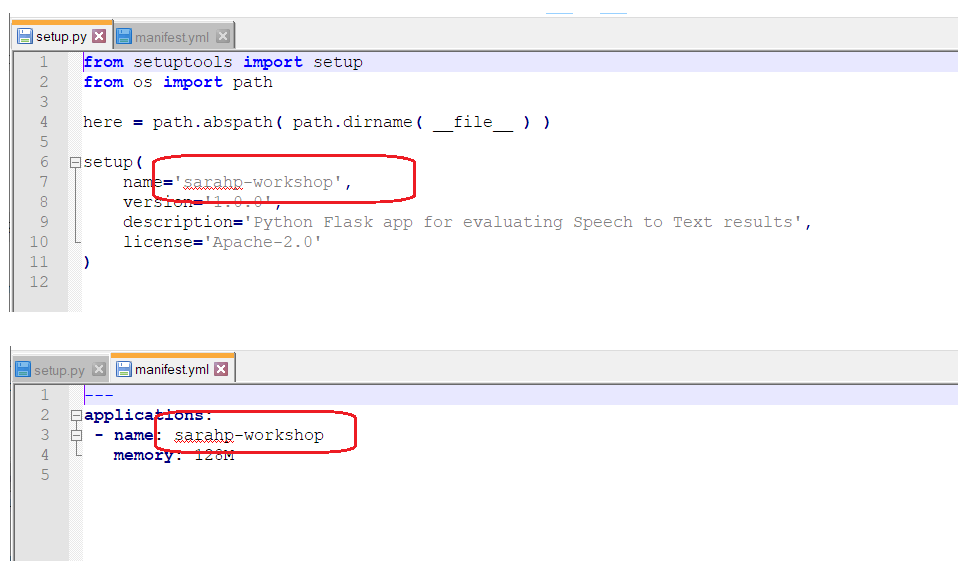 setup.py manifest.yml
1 from setuptools import setup
2 from os import path
3
4 here = path.abspath( path.dirname( __file__ ) )
5
6 setup(
7 name='sarahp-workshop',
8 version='1.0.0',
9 description='Python Flask app for evaluating Speech to Text results',
10 license='Apache-2.0'
11 )
12
setup.py manifest.yml
1 ---
2 applications:
3 - name: sarahp-workshop
4 memory: 128M
5